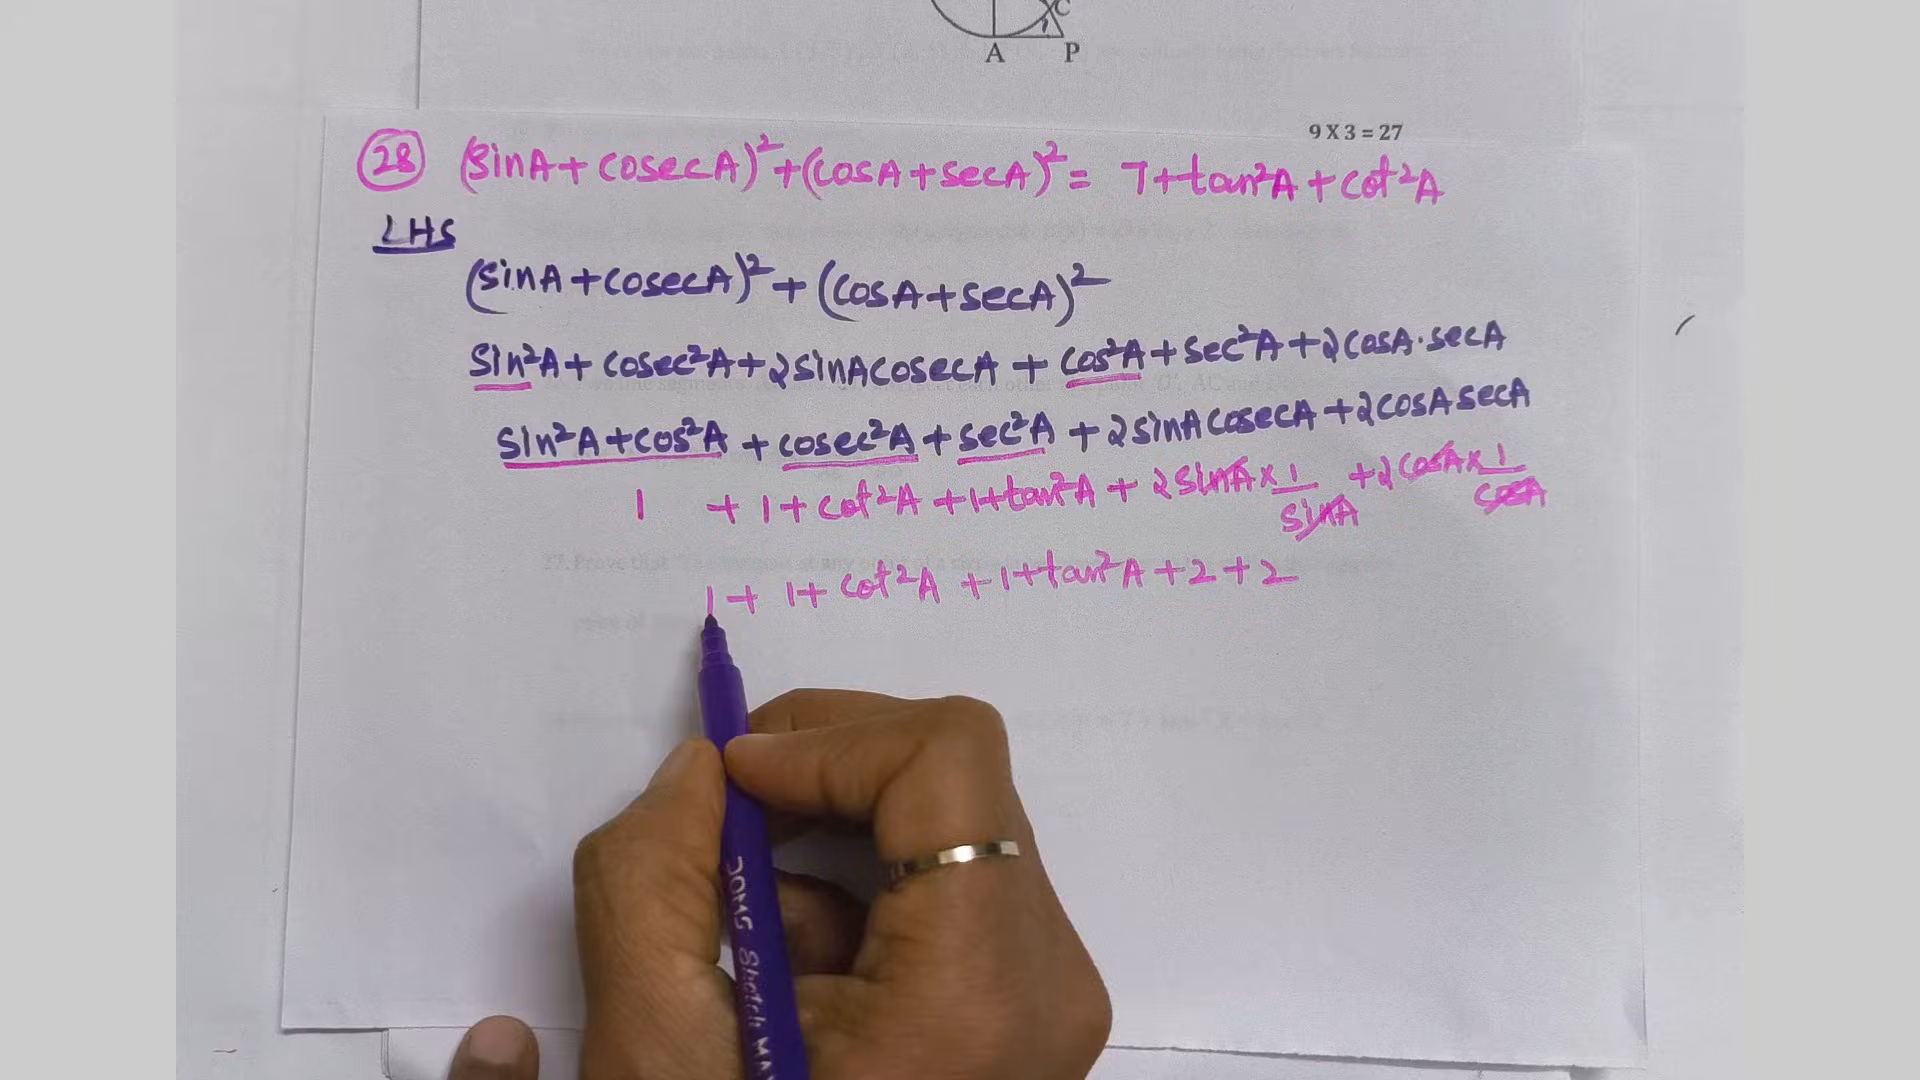 C
A P
9 X 3 = 27
28 (sinA + cosecA)² + (cosA + secA)² = 7 + tan²A + cot²A
LHS
(sinA + cosecA)² + (cosA + secA)²
Sin²A + cosec²A + 2sinAcosecA + cos²A + sec²A + 2cosA·secA
sin²A + cos²A + cosec²A + sec²A + 2sinAcosecA + 2cosAsecA
1 + 1 + cot²A + 1 + tan²A + 2sinA × 1/sinA + 2cosA × 1/cosA
1 + 1 + cot²A + 1 + tan²A + 2 + 2
DOMS Sketch MA